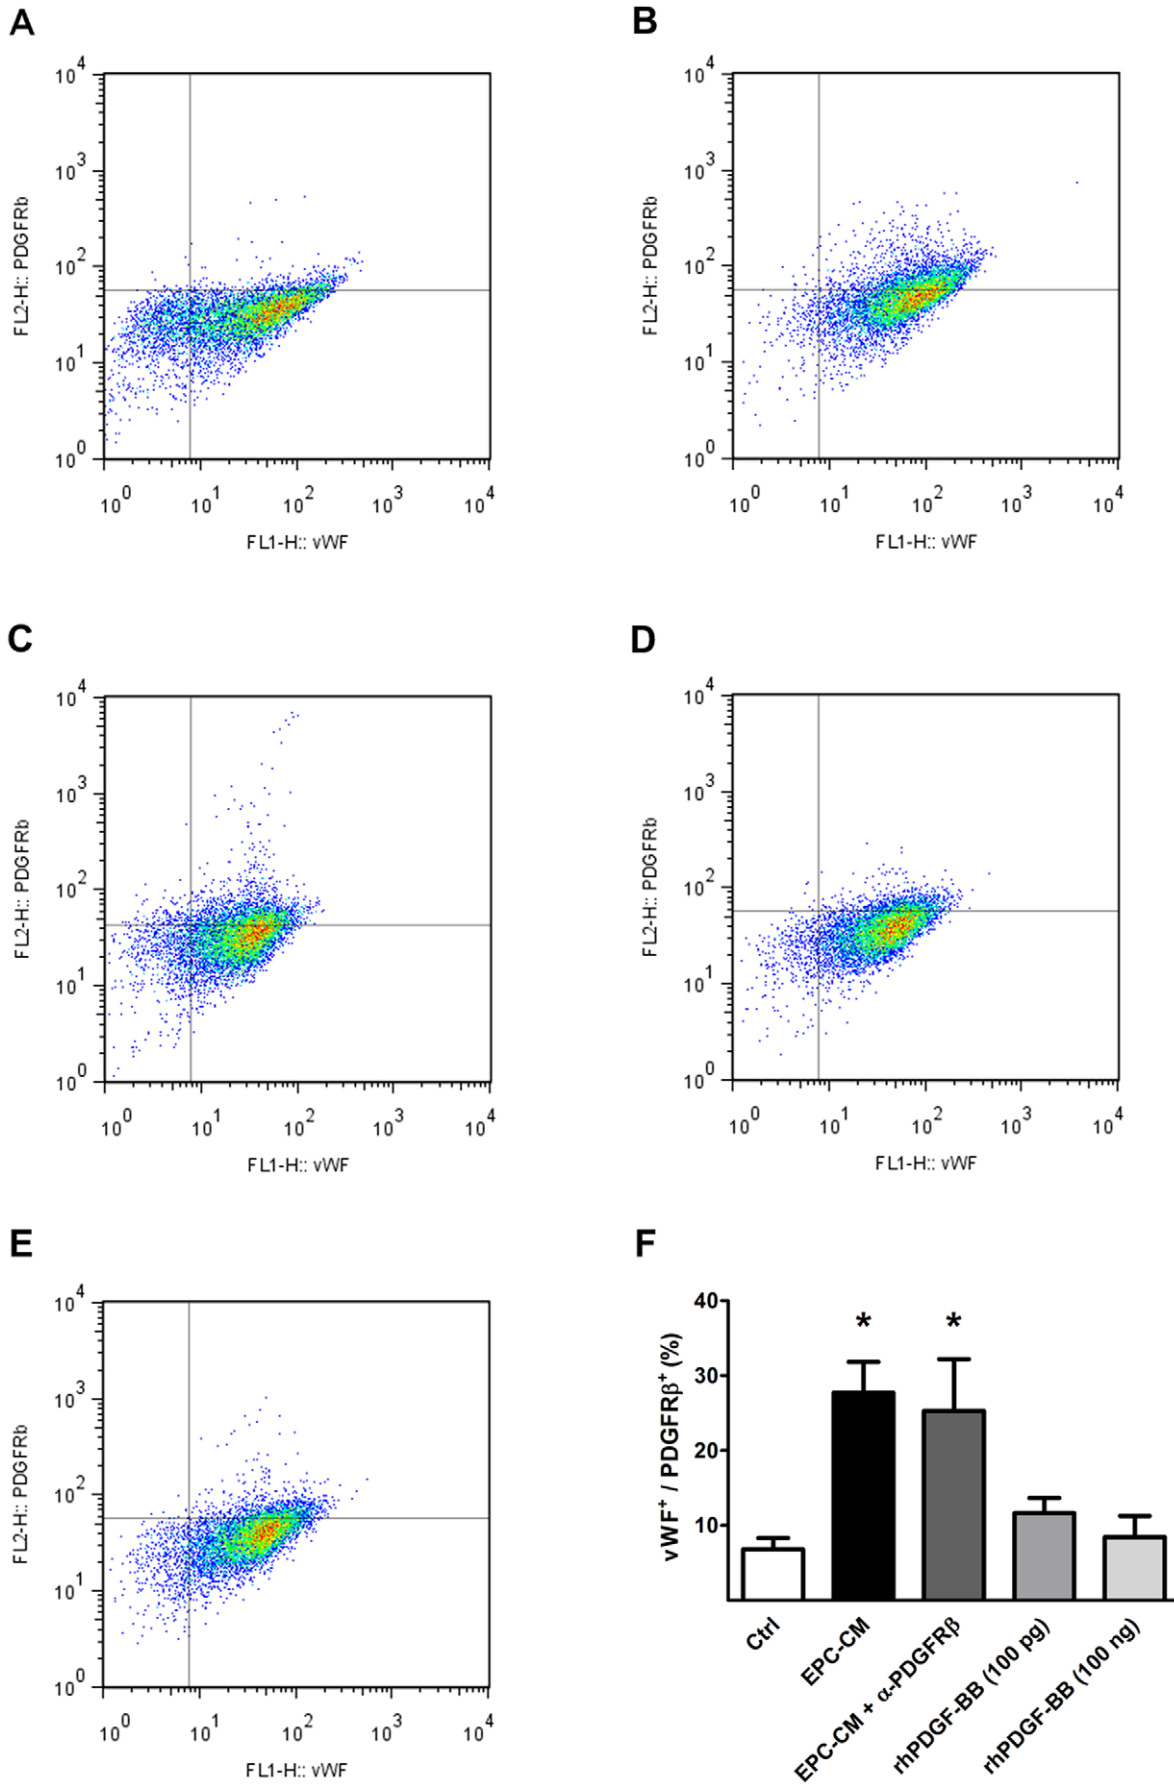 A
10^4
10^3
10^2
10^1
10^0
FL2-H:: PDGFRb
10^0 10^1 10^2 10^3 10^4
FL1-H:: vWF
B
10^4
10^3
10^2
10^1
10^0
FL2-H:: PDGFRb
10^0 10^1 10^2 10^3 10^4
FL1-H:: vWF
C
10^4
10^3
10^2
10^1
10^0
FL2-H:: PDGFRb
10^0 10^1 10^2 10^3 10^4
FL1-H:: vWF
D
10^4
10^3
10^2
10^1
10^0
FL2-H:: PDGFRb
10^0 10^1 10^2 10^3 10^4
FL1-H:: vWF
E
10^4
10^3
10^2
10^1
10^0
FL2-H:: PDGFRb
10^0 10^1 10^2 10^3 10^4
FL1-H:: vWF
F
40
30
20
10
vWF⁺ / PDGFRβ⁺ (%)
* *
Ctrl
EPC-CM
EPC-CM + α-PDGFRβ
rhPDGF-BB (100 pg)
rhPDGF-BB (100 ng)